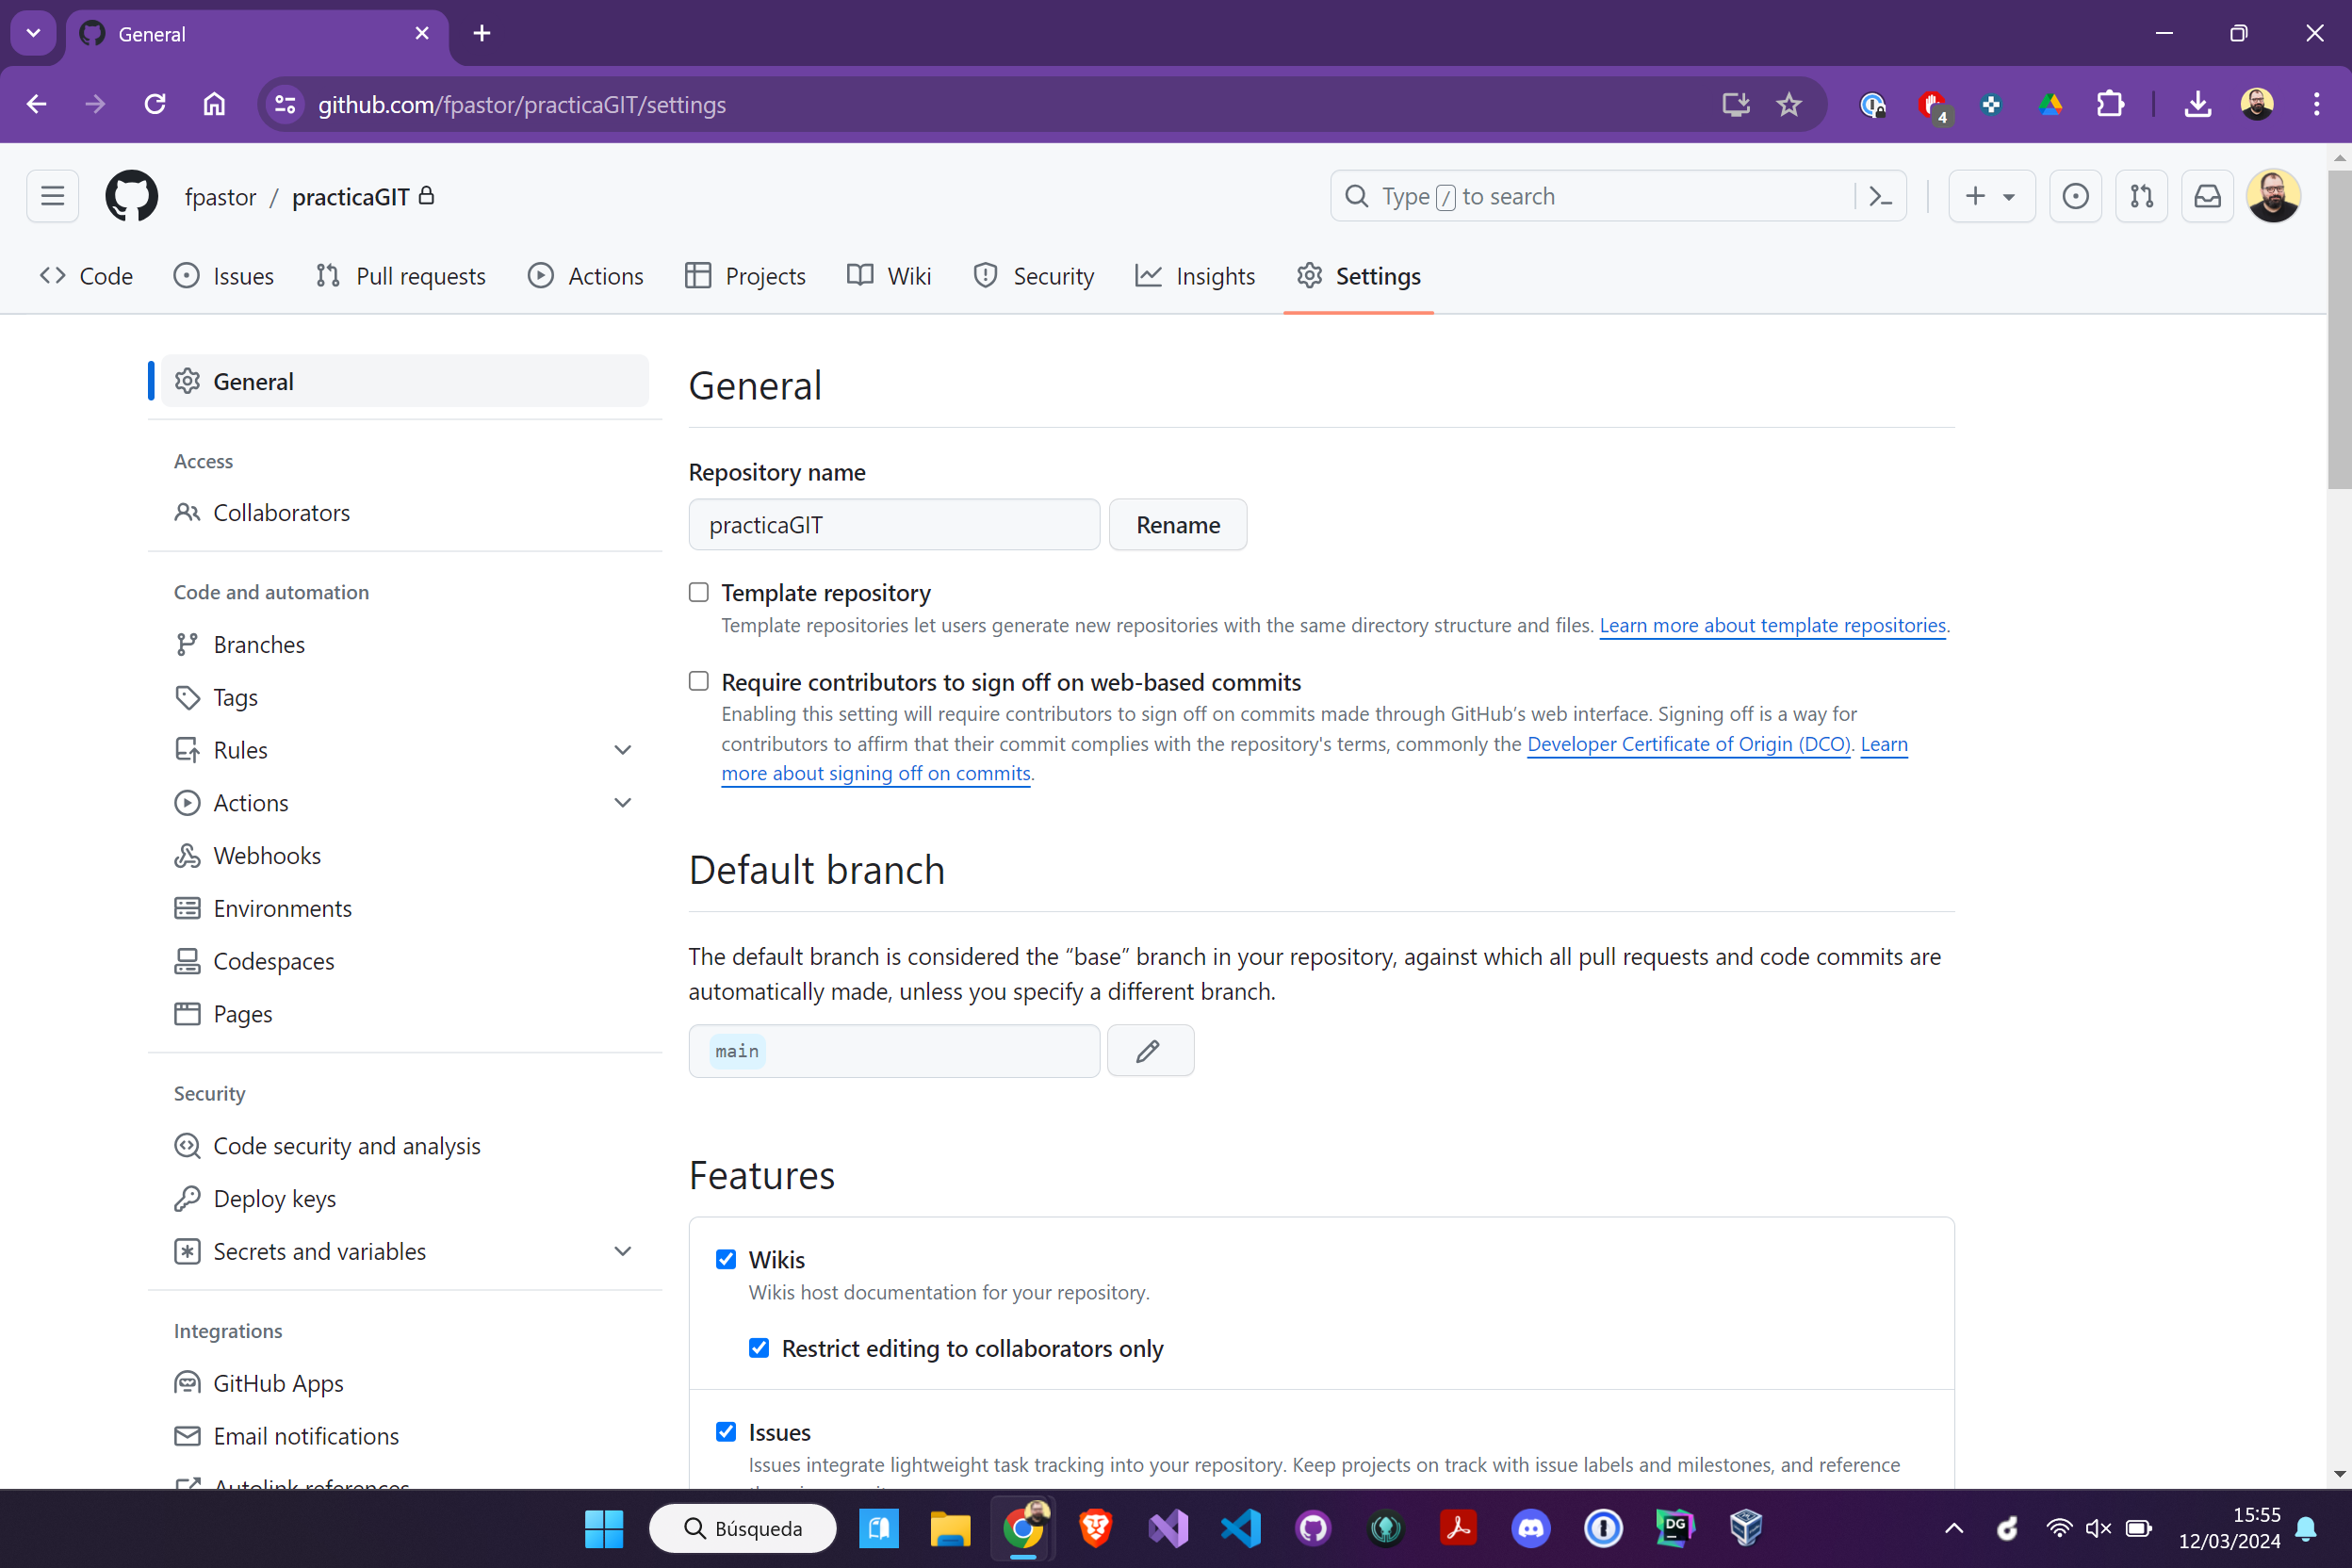 General
github.com/fpastor/practicaGIT/settings
4
fpastor / practicaGIT
Type / to search
Code Issues Pull requests Actions Projects Wiki Security Insights Settings
General
Access
Collaborators
Code and automation
Branches
Tags
Rules
Actions
Webhooks
Environments
Codespaces
Pages
Security
Code security and analysis
Deploy keys
Secrets and variables
Integrations
GitHub Apps
Email notifications
Autolink references
General
Repository name
practicaGIT Rename
Template repository
Template repositories let users generate new repositories with the same directory structure and files. Learn more about template repositories.
Require contributors to sign off on web-based commits
Enabling this setting will require contributors to sign off on commits made through GitHub’s web interface. Signing off is a way for
contributors to affirm that their commit complies with the repository's terms, commonly the Developer Certificate of Origin (DCO). Learn
more about signing off on commits.
Default branch
The default branch is considered the “base” branch in your repository, against which all pull requests and code commits are
automatically made, unless you specify a different branch.
main
Features
Wikis
Wikis host documentation for your repository.
Restrict editing to collaborators only
Issues
Issues integrate lightweight task tracking into your repository. Keep projects on track with issue labels and milestones, and reference
Búsqueda
DG
15:55
12/03/2024